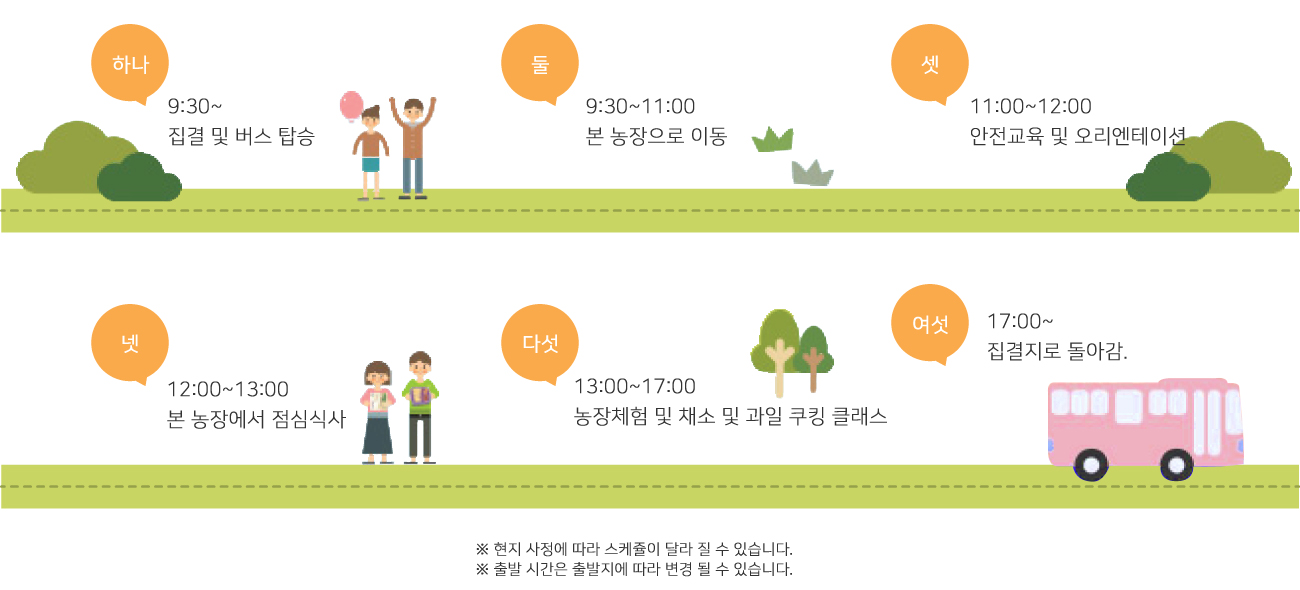 하나
9:30~
집결 및 버스 탑승
둘
9:30~11:00
본 농장으로 이동
셋
11:00~12:00
안전교육 및 오리엔테이션
넷
12:00~13:00
본 농장에서 점심식사
다섯
13:00~17:00
농장체험 및 채소 및 과일 쿠킹 클래스
여섯
17:00~
집결지로 돌아감.
※ 현지 사정에 따라 스케쥴이 달라 질 수 있습니다.
※ 출발 시간은 출발지에 따라 변경 될 수 있습니다.